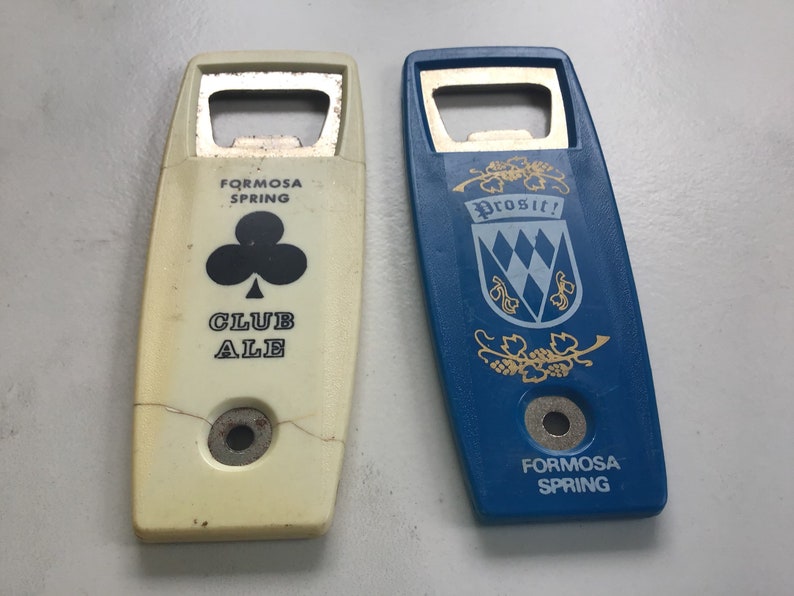 FORMOSA
SPRING
CLUB
ALE
Prosit!
FORMOSA
SPRING